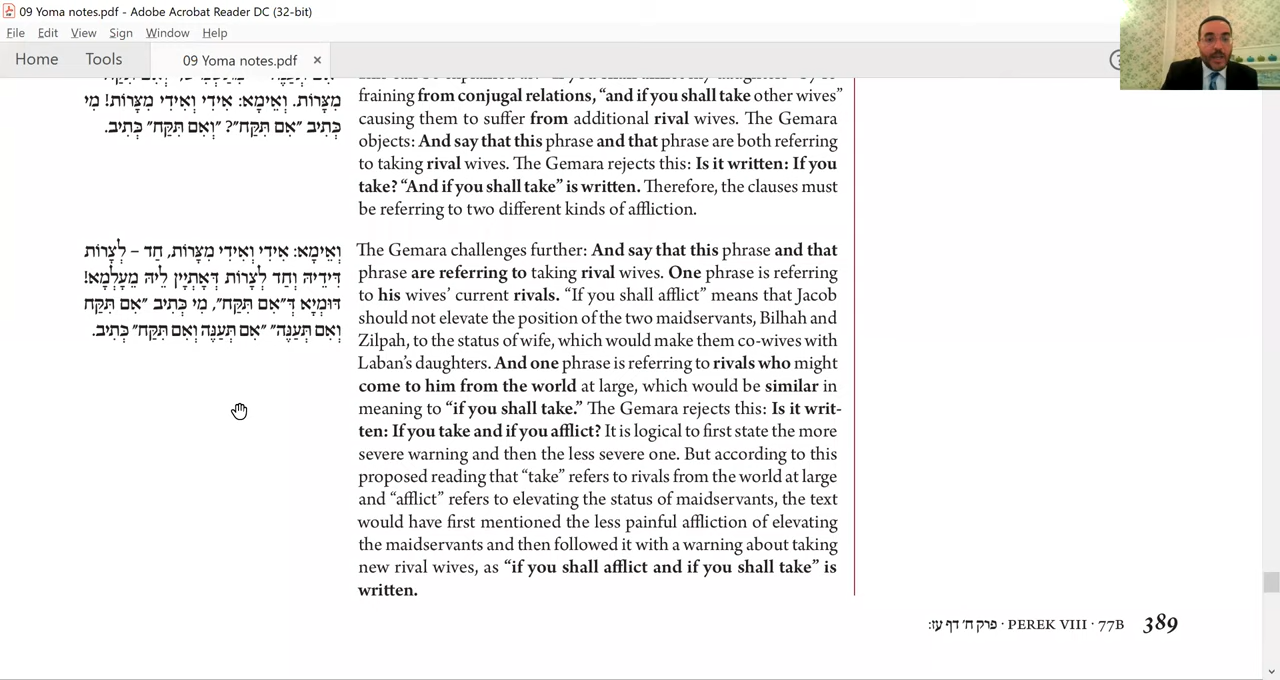 09 Yoma notes.pdf - Adobe Acrobat Reader DC (32-bit)
File Edit View Sign Window Help
Home Tools 09 Yoma notes.pdf ×
מִצָּרוֹת. וְאֵימָא: אִידֵּי וְאִידֵּי מִצָּרוֹת! מִי
כְּתִיב ״אִם תִּקַּח״? ״וְאִם תִּקַּח״ כְּתִיב.
fraining from conjugal relations, “and if you shall take other wives”
causing them to suffer from additional rival wives. The Gemara
objects: And say that this phrase and that phrase are both referring
to taking rival wives. The Gemara rejects this: Is it written: If you
take? “And if you shall take” is written. Therefore, the clauses must
be referring to two different kinds of affliction.
וְאֵימָא: אִידֵּי וְאִידֵּי מִצָּרוֹת, חַד – לְצָרוֹת
דִּידֵיהּ וְחַד לְצָרוֹת דְּאָתְיָין לֵיהּ מֵעָלְמָא!
דּוּמְיָא דְּ״אִם תִּקַּח״, מִי כְּתִיב ״אִם תִּקַּח
וְאִם תְּעַנֶּה״ ״אִם תְּעַנֶּה וְאִם תִּקַּח״ כְּתִיב.
The Gemara challenges further: And say that this phrase and that
phrase are referring to taking rival wives. One phrase is referring
to his wives’ current rivals. “If you shall afflict” means that Jacob
should not elevate the position of the two maidservants, Bilhah and
Zilpah, to the status of wife, which would make them co-wives with
Laban’s daughters. And one phrase is referring to rivals who might
come to him from the world at large, which would be similar in
meaning to “if you shall take.” The Gemara rejects this: Is it writ-
ten: If you take and if you afflict? It is logical to first state the more
severe warning and then the less severe one. But according to this
proposed reading that “take” refers to rivals from the world at large
and “afflict” refers to elevating the status of maidservants, the text
would have first mentioned the less painful affliction of elevating
the maidservants and then followed it with a warning about taking
new rival wives, as “if you shall afflict and if you shall take” is
written.
פרק ח׳ דף עז: · PEREK VIII · 77B 389